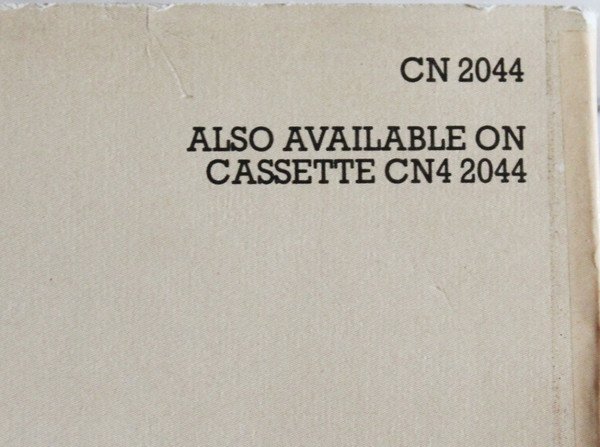 CN 2044
ALSO AVAILABLE ON
CASSETTE CN4 2044